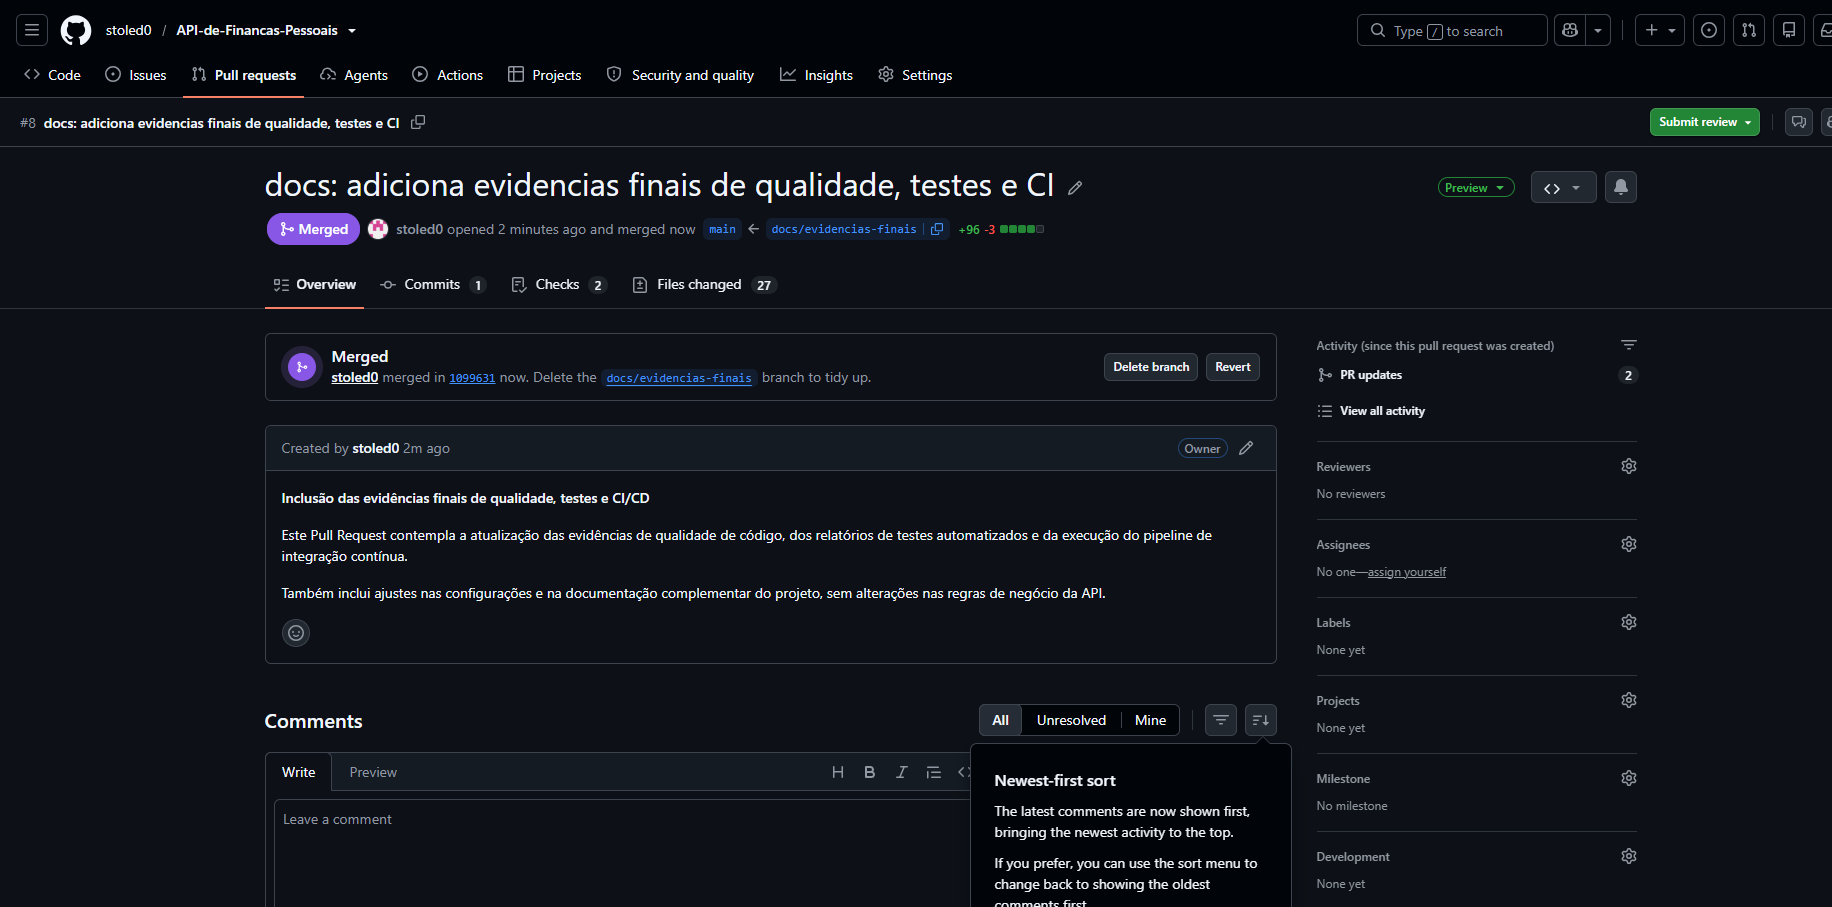 stoled0 / API-de-Financas-Pessoais
Type / to search
Code Issues Pull requests Agents Actions Projects Security and quality Insights Settings
#8 docs: adiciona evidencias finais de qualidade, testes e CI
Submit review
docs: adiciona evidencias finais de qualidade, testes e CI
Preview
Merged stoled0 opened 2 minutes ago and merged now main ← docs/evidencias-finais +96 -3
Overview Commits 1 Checks 2 Files changed 27
Merged
stoled0 merged in 1099631 now. Delete the docs/evidencias-finais branch to tidy up.
Delete branch Revert
Created by stoled0 2m ago
Owner
Inclusão das evidências finais de qualidade, testes e CI/CD
Este Pull Request contempla a atualização das evidências de qualidade de código, dos relatórios de testes automatizados e da execução do pipeline de
integração contínua.
Também inclui ajustes nas configurações e na documentação complementar do projeto, sem alterações nas regras de negócio da API.
Comments
All Unresolved Mine
Write Preview
H B I
Leave a comment
Newest-first sort
The latest comments are now shown first,
bringing the newest activity to the top.
If you prefer, you can use the sort menu to
change back to showing the oldest
comments first.
Activity (since this pull request was created)
PR updates 2
View all activity
Reviewers
No reviewers
Assignees
No one—assign yourself
Labels
None yet
Projects
None yet
Milestone
No milestone
Development
None yet